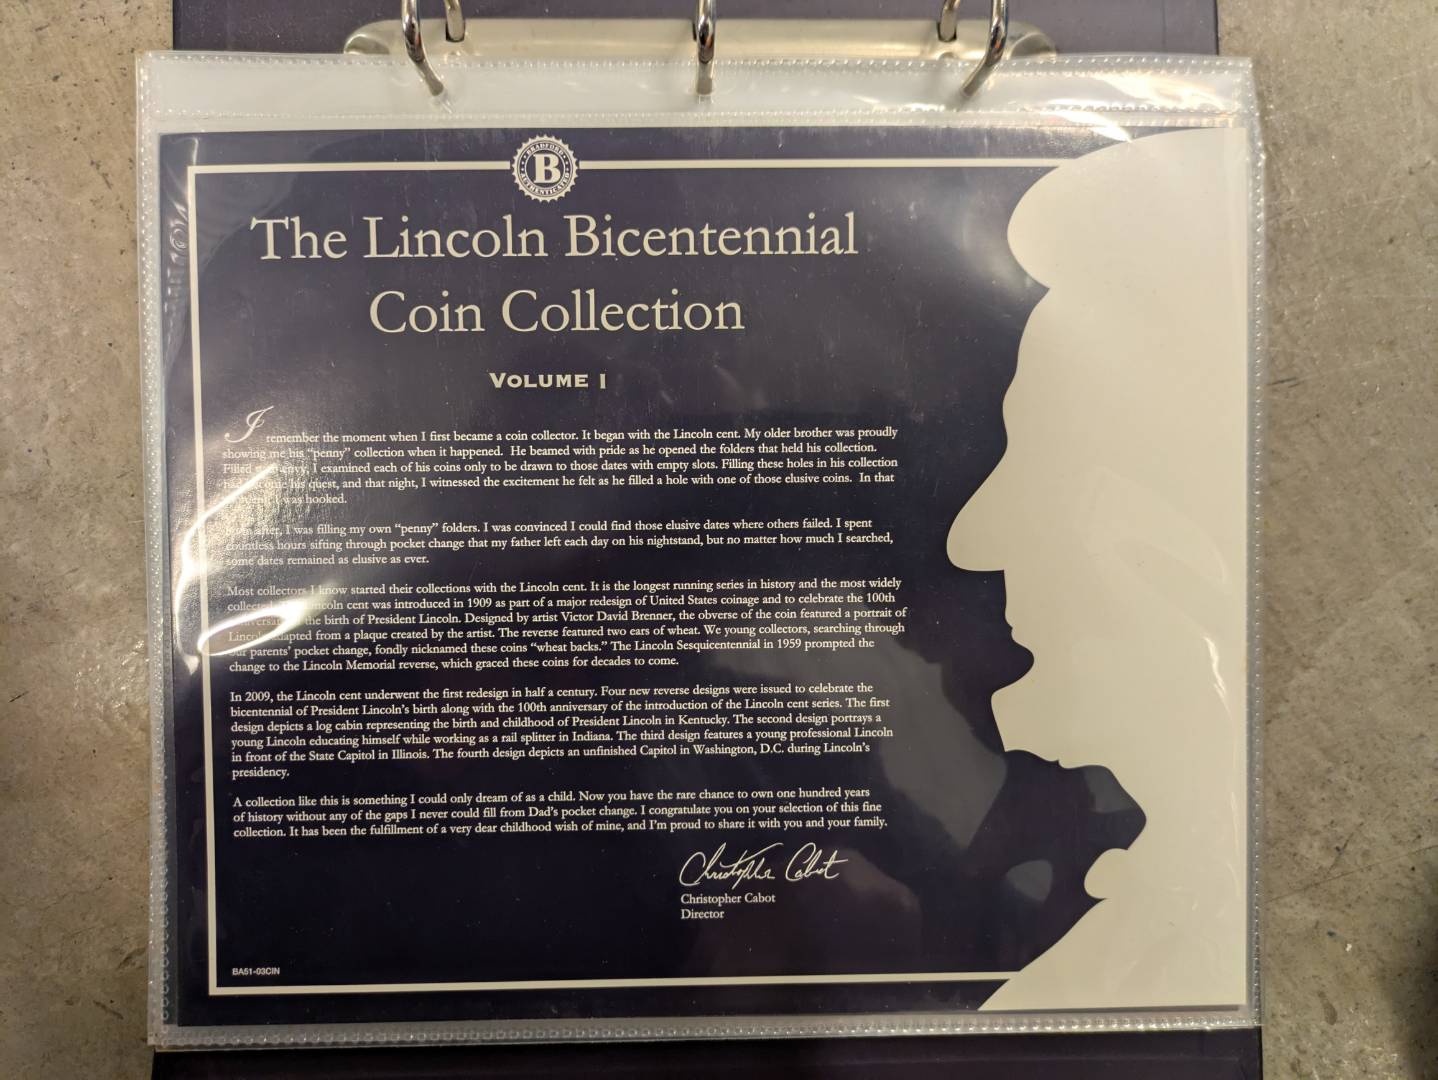 BRADFORD
B
AUTHENTICATED
The Lincoln Bicentennial
Coin Collection
VOLUME I
I remember the moment when I first became a coin collector. It began with the Lincoln cent. My older brother was proudly
showing me his "penny" collection when it happened. He beamed with pride as he opened the folders that held his collection.
Filled envy, I examined each of his coins only to be drawn to those dates with empty slots. Filling these holes in his collection
had become his quest, and that night, I witnessed the excitement he felt as he filled a hole with one of those elusive coins. In that
I was hooked.
after, I was filling my own "penny" folders. I was convinced I could find those elusive dates where others failed. I spent
countless hours sifting through pocket change that my father left each day on his nightstand, but no matter how much I searched,
some dates remained as elusive as ever.
Most collectors I know started their collections with the Lincoln cent. It is the longest running series in history and the most widely
Lincoln cent was introduced in 1909 as part of a major redesign of United States coinage and to celebrate the 100th
the birth of President Lincoln. Designed by artist Victor David Brenner, the obverse of the coin featured a portrait of
Lincoln adapted from a plaque created by the artist. The reverse featured two ears of wheat. We young collectors, searching through
our parents' pocket change, fondly nicknamed these coins "wheat backs." The Lincoln Sesquicentennial in 1959 prompted the
change to the Lincoln Memorial reverse, which graced these coins for decades to come.
In 2009, the Lincoln cent underwent the first redesign in half a century. Four new reverse designs were issued to celebrate the
bicentennial of President Lincoln's birth along with the 100th anniversary of the introduction of the Lincoln cent series. The first
design depicts a log cabin representing the birth and childhood of President Lincoln in Kentucky. The second design portrays a
young Lincoln educating himself while working as a rail splitter in Indiana. The third design features a young professional Lincoln
in front of the State Capitol in Illinois. The fourth design depicts an unfinished Capitol in Washington, D.C. during Lincoln's
presidency.
A collection like this is something I could only dream of as a child. Now you have the rare chance to own one hundred years
of history without any of the gaps I never could fill from Dad's pocket change. I congratulate you on your selection of this fine
collection. It has been the fulfillment of a very dear childhood wish of mine, and I'm proud to share it with you and your family.
Christopher Cabot
Christopher Cabot
Director
BA51-03CIN